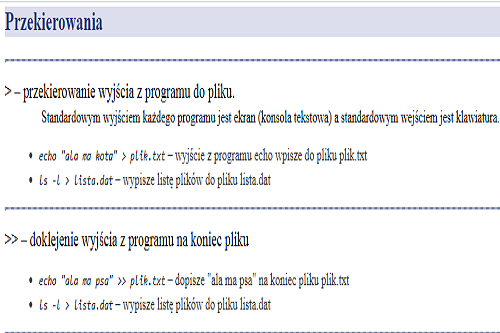 Przekierowania
> – przekierowanie wyjścia z programu do pliku.
Standardowym wyjściem każdego programu jest ekran (konsola tekstowa) a standardowym wejściem jest klawiatura.
• echo "ala ma kota" > plik.txt – wyjście z programu echo wpisze do pliku plik.txt
• ls -l > lista.dat – wypisze listę plików do pliku lista.dat
>> – doklejenie wyjścia z programu na koniec pliku
• echo "ala ma psa" >> plik.txt – dopisze "ala ma psa" na koniec pliku plik.txt
• ls -l > lista.dat – wypisze listę plików do pliku lista.dat